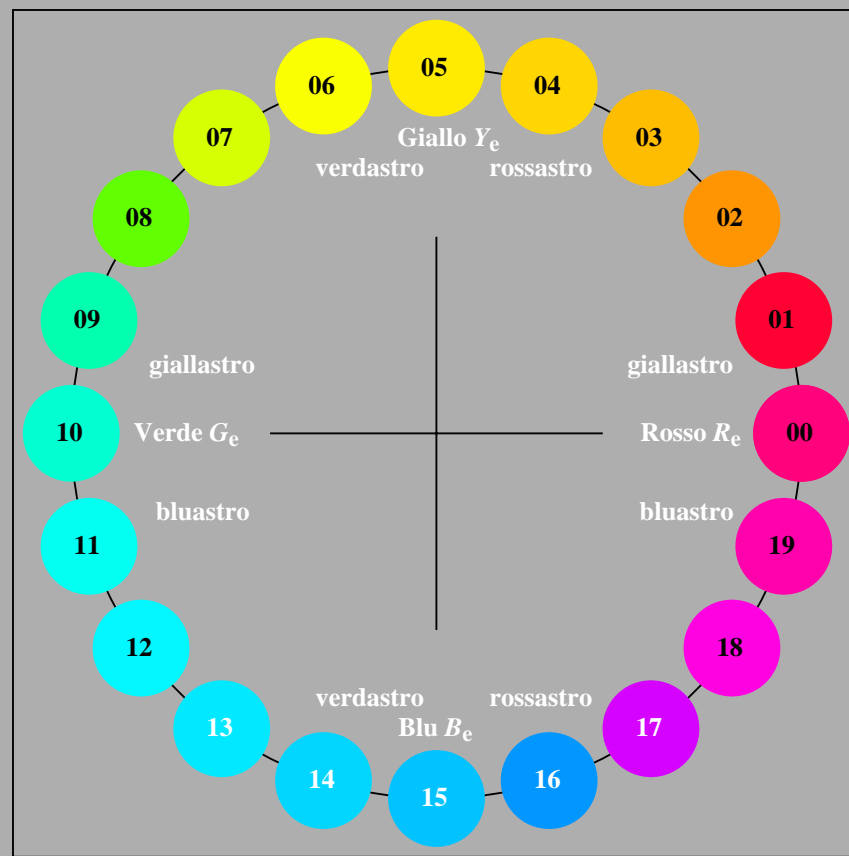 05
06 04
Giallo Yₑ
07 03
verdastro rossastro
08 02
09 01
giallastro giallastro
10 Verde Gₑ Rosso Rₑ 00
bluastro bluastro
11 19
12 18
verdastro rossastro
13 Blu Bₑ 17
14 16
15